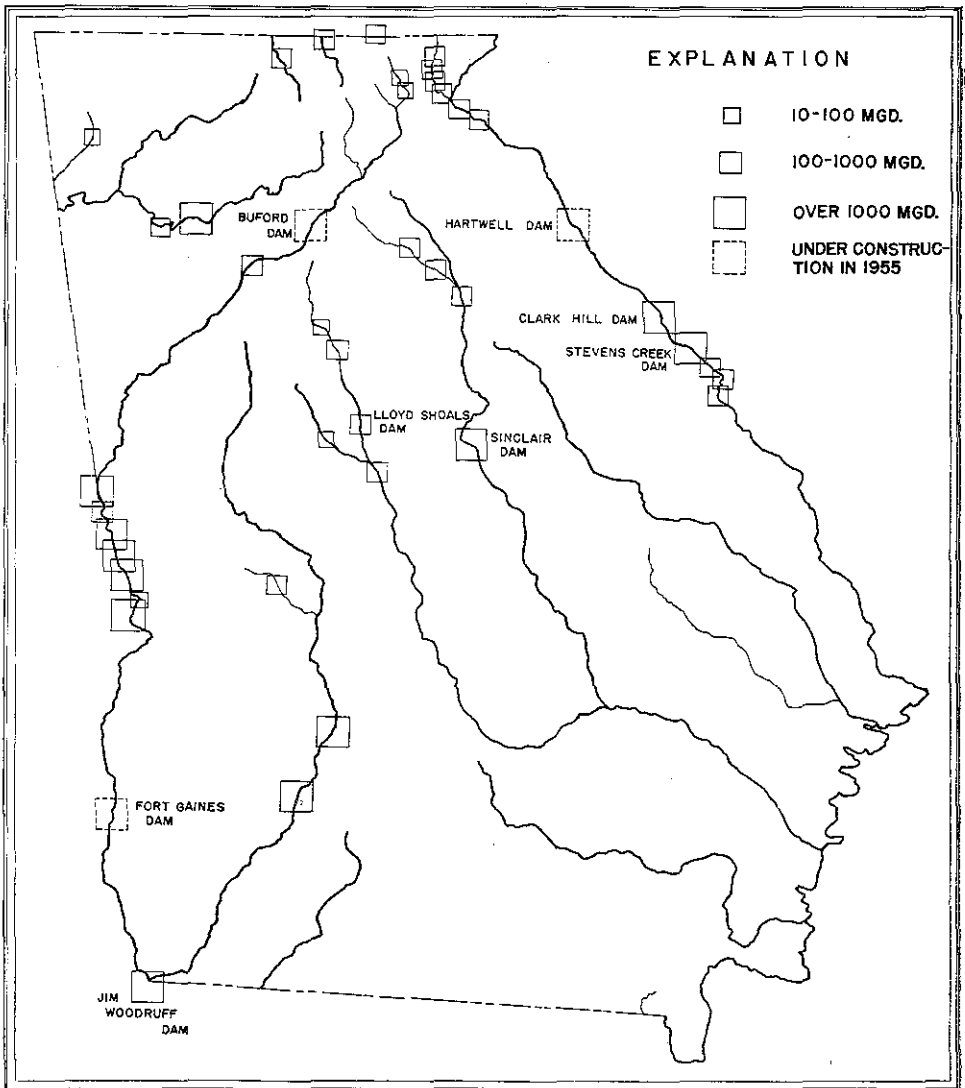 EXPLANATION
10-100 MGD.
100-1000 MGD.
OVER 1000 MGD.
UNDER CONSTRUC-
TION IN 1955
BUFORD
DAM
HARTWELL DAM
CLARK HILL DAM
STEVENS CREEK
DAM
LLOYD SHOALS
DAM
SINCLAIR
DAM
FORT GAINES
DAM
JIM
WOODRUFF
DAM